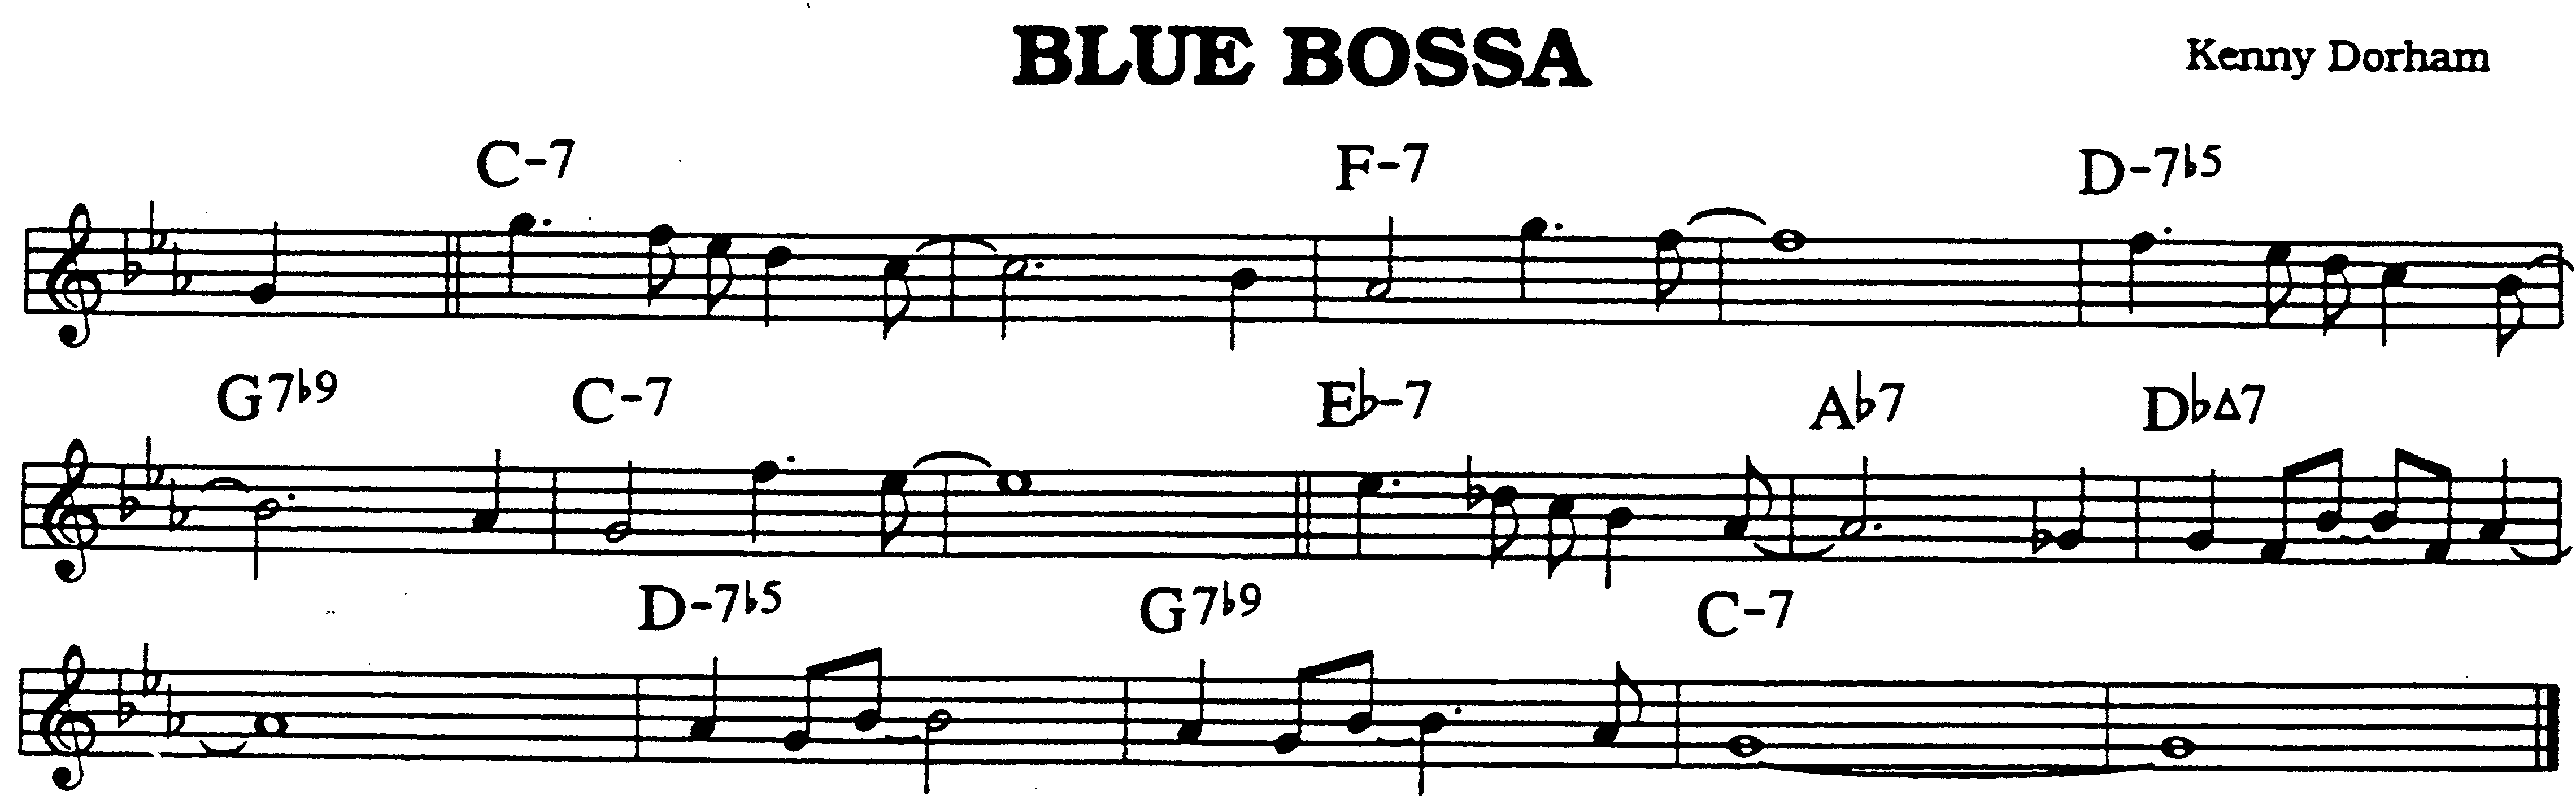 BLUE BOSSA
Kenny Dorham
C-7 F-7 D-7♭5
G7♭9 C-7 E♭-7 A♭7 D♭Δ7
D-7♭5 G7♭9 C-7